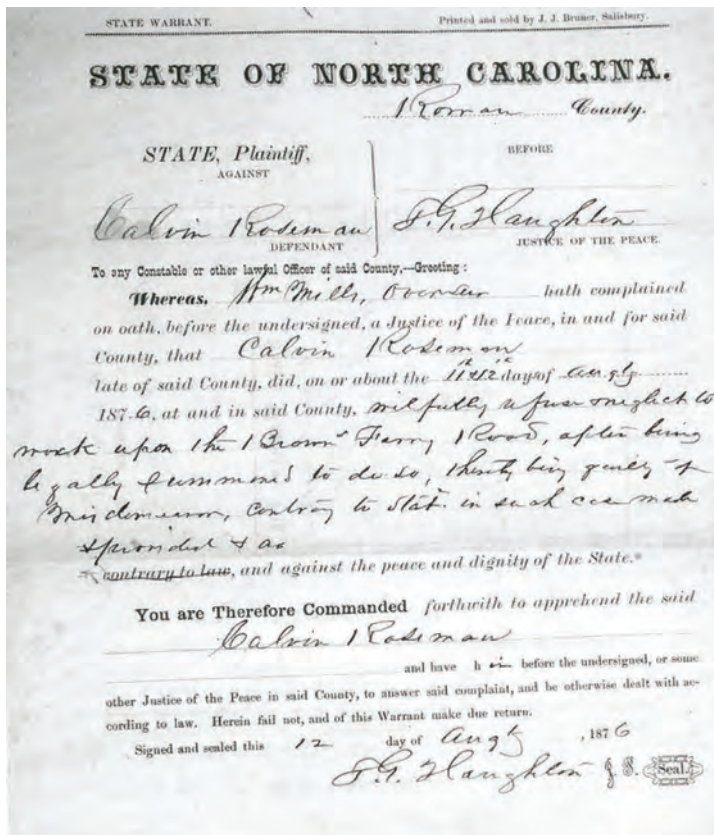 STATE WARRANT. Printed and sold by J. J. Bruner, Salisbury.
STATE OF NORTH CAROLINA.
Rowan County.
STATE, Plaintiff, BEFORE
AGAINST
Calvin Roseman T. G. Haughton
DEFENDANT JUSTICE OF THE PEACE.
To any Constable or other lawful Officer of said County,—Greeting:
Whereas, Wm Mills, Overseer hath complained
on oath, before the undersigned, a Justice of the Peace, in and for said
County, that Calvin Roseman
late of said County, did, on or about the 11 & 12 days of Augt
1876, at and in said County, wilfully refuse & neglect to
work upon the Brown's Ferry Road, after being
legally summoned to do so, thereby being guilty of
Misdemeanor, contrary to Stat. in such case made
& provided & ac
contrary to law, and against the peace and dignity of the State.*
You are Therefore Commanded forthwith to apprehend the said
Calvin Roseman
and have him before the undersigned, or some
other Justice of the Peace in said County, to answer said complaint, and be otherwise dealt with ac-
cording to law. Herein fail not, and of this Warrant make due return.
Signed and sealed this 12 day of Augt, 1876
T. G. Haughton J. P. Seal.